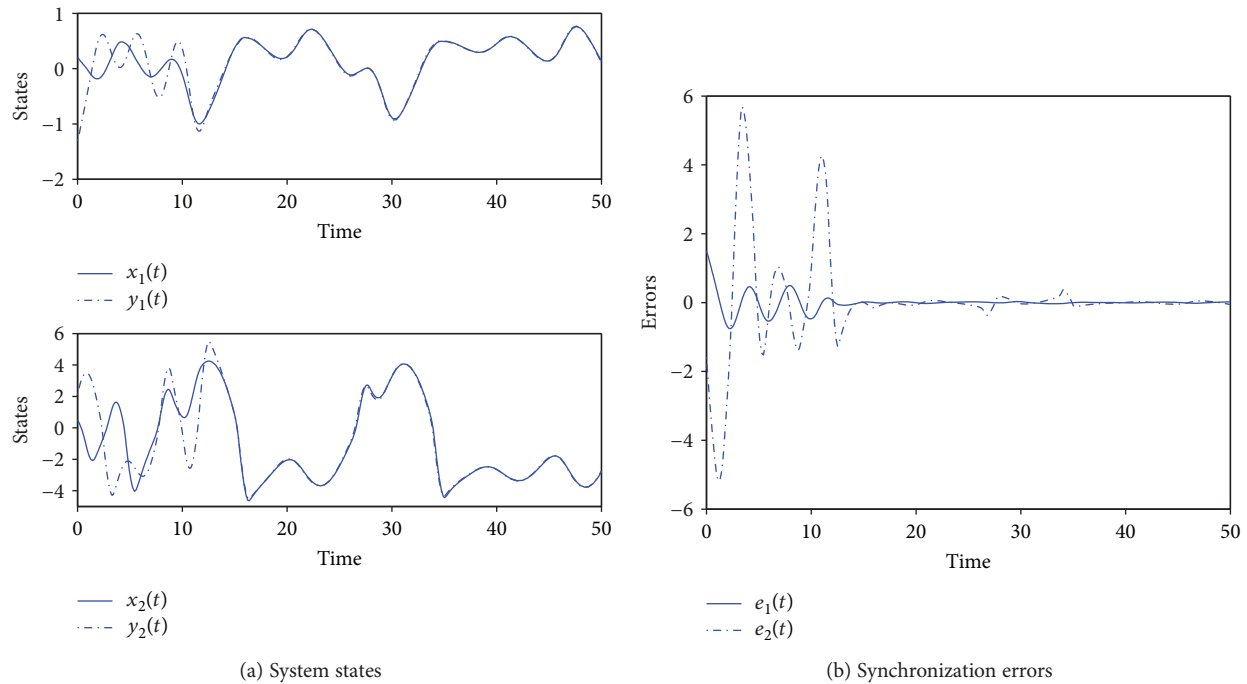 1
0
−1
−2
States
0
10
20
30
40
50
Time
x1(t)
y1(t)
6
4
2
0
−2
−4
States
0
10
20
30
40
50
Time
x2(t)
y2(t)
(a) System states
6
4
2
0
−2
−4
−6
Errors
0
10
20
30
40
50
Time
e1(t)
e2(t)
(b) Synchronization errors